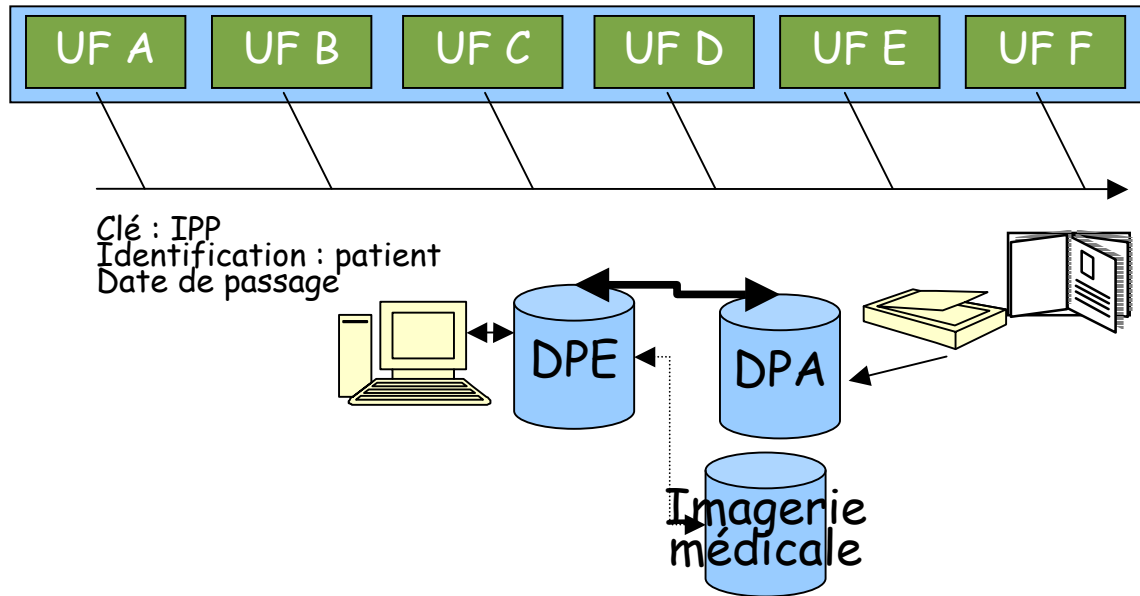 UF A UF B UF C UF D UF E UF F
Clé : IPP
Identification : patient
Date de passage
DPE
DPA
Imagerie
médicale